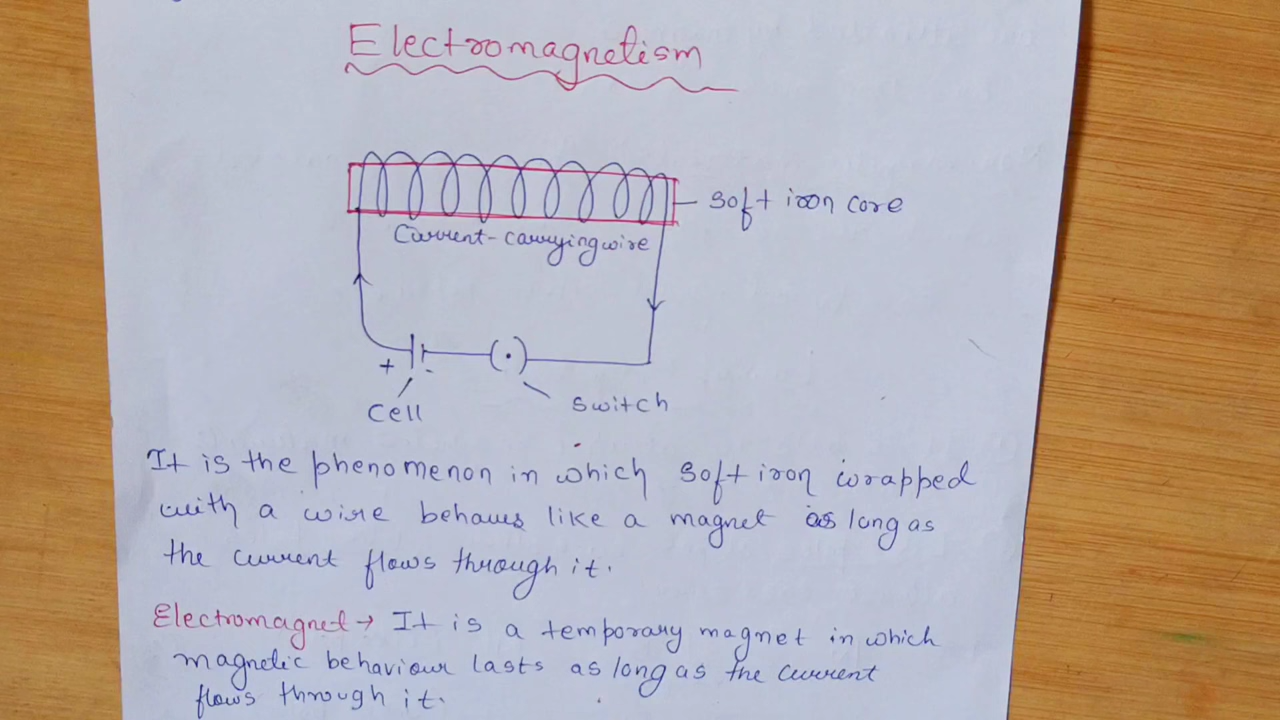 Electromagnetism
Soft iron core
Current-carrying wire
+ -
Cell
Switch
It is the phenomenon in which soft iron wrapped
with a wire behaves like a magnet as long as
the current flows through it.
Electromagnet → It is a temporary magnet in which
magnetic behaviour lasts as long as the current
flows through it.